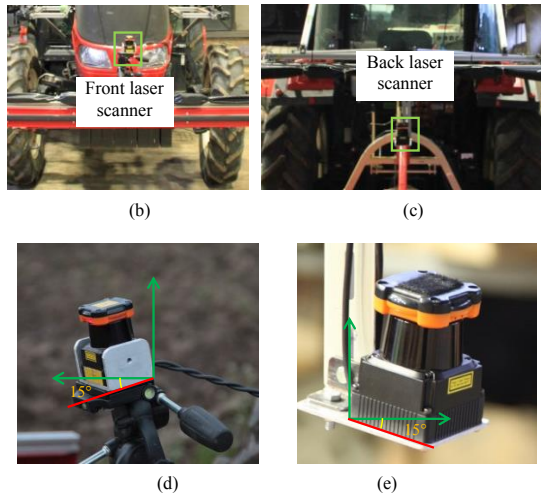 Front laser
scanner
Back laser
scanner
(b)
(c)
15°
15°
(d)
(e)